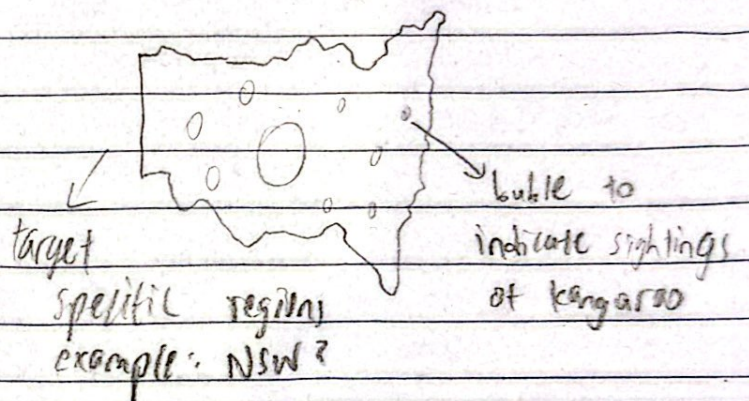 target
specific regions
example: NSW?
buble to
indicate sightings
of kangaroo